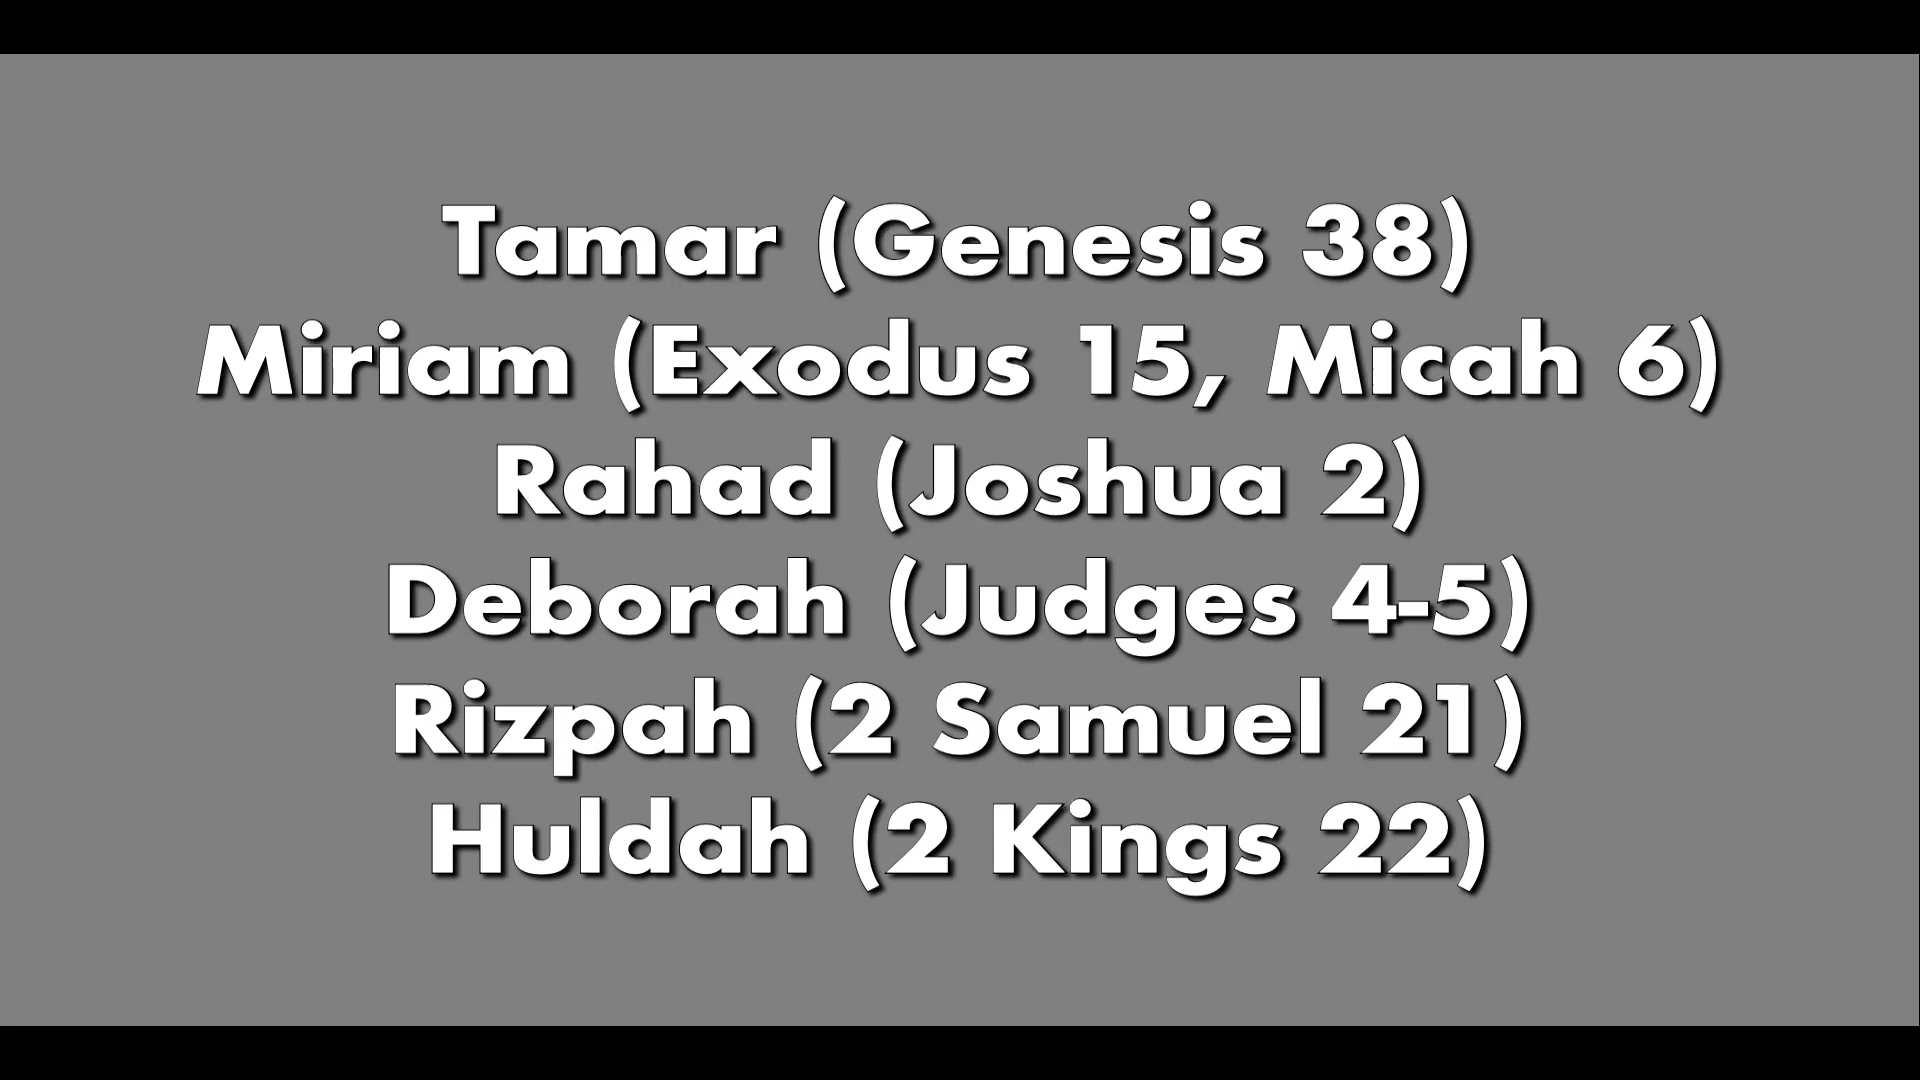 Tamar (Genesis 38)
Miriam (Exodus 15, Micah 6)
Rahad (Joshua 2)
Deborah (Judges 4-5)
Rizpah (2 Samuel 21)
Huldah (2 Kings 22)